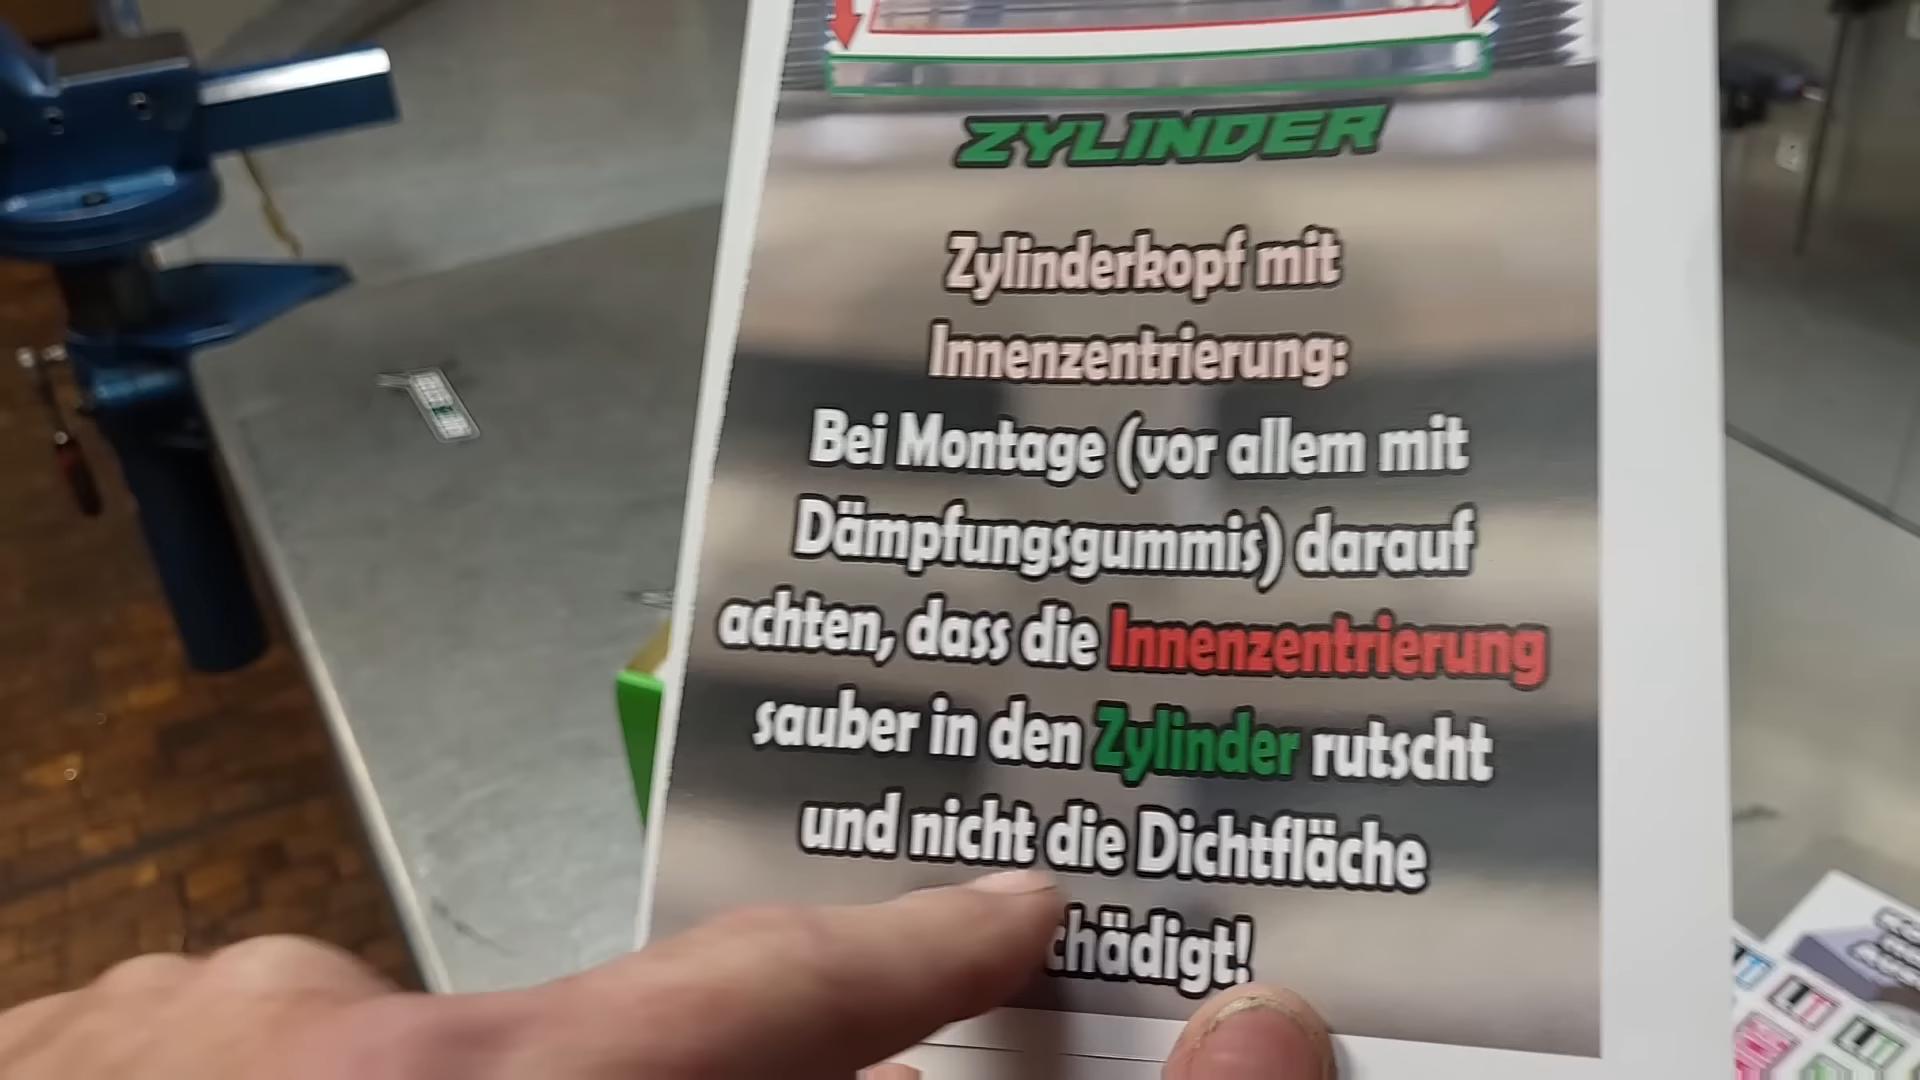 ZYLINDER
Zylinderkopf mit
Innenzentrierung:
Bei Montage (vor allem mit
Dämpfungsgummis) darauf
achten, dass die Innenzentrierung
sauber in den Zylinder rutscht
und nicht die Dichtfläche
chädigt!